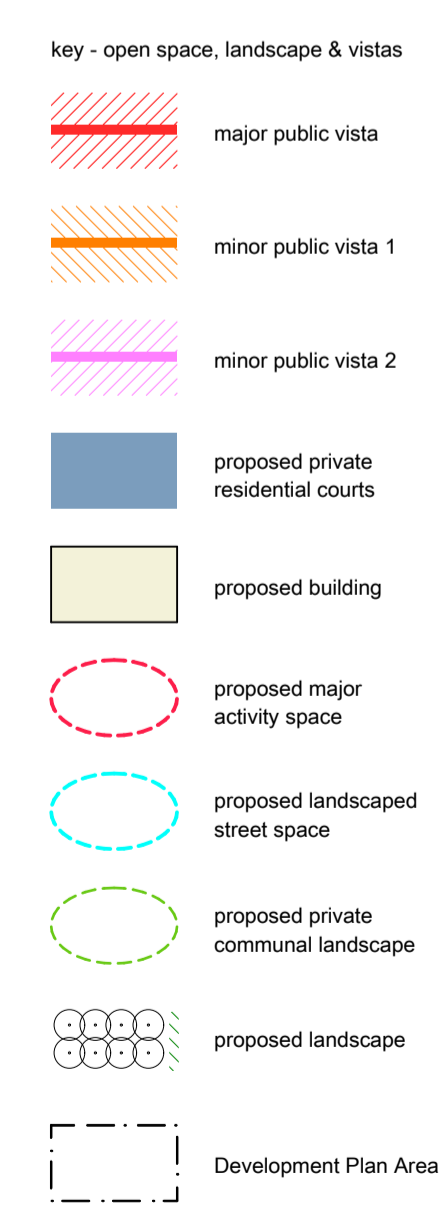 key - open space, landscape & vistas
major public vista
minor public vista 1
minor public vista 2
proposed private
residential courts
proposed building
proposed major
activity space
proposed landscaped
street space
proposed private
communal landscape
proposed landscape
Development Plan Area